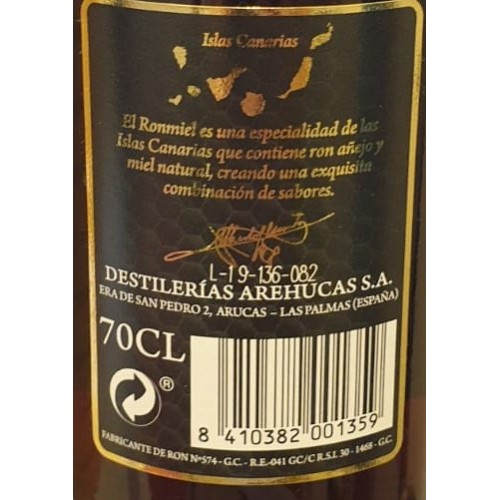 Islas Canarias
El Ronmiel es una especialidad de las
Islas Canarias que contiene ron añejo y
miel natural, creando una exquisita
combinación de sabores.
L-19-136-082
DESTILERÍAS AREHUCAS S.A.
ERA DE SAN PEDRO 2, ARUCAS – LAS PALMAS (ESPAÑA)
70CL
®
8 410382 001359
FABRICANTE DE RON Nº574 - G.C. - R.E.-041 GC/C R.S.I. 30 - 1468 - G.C.